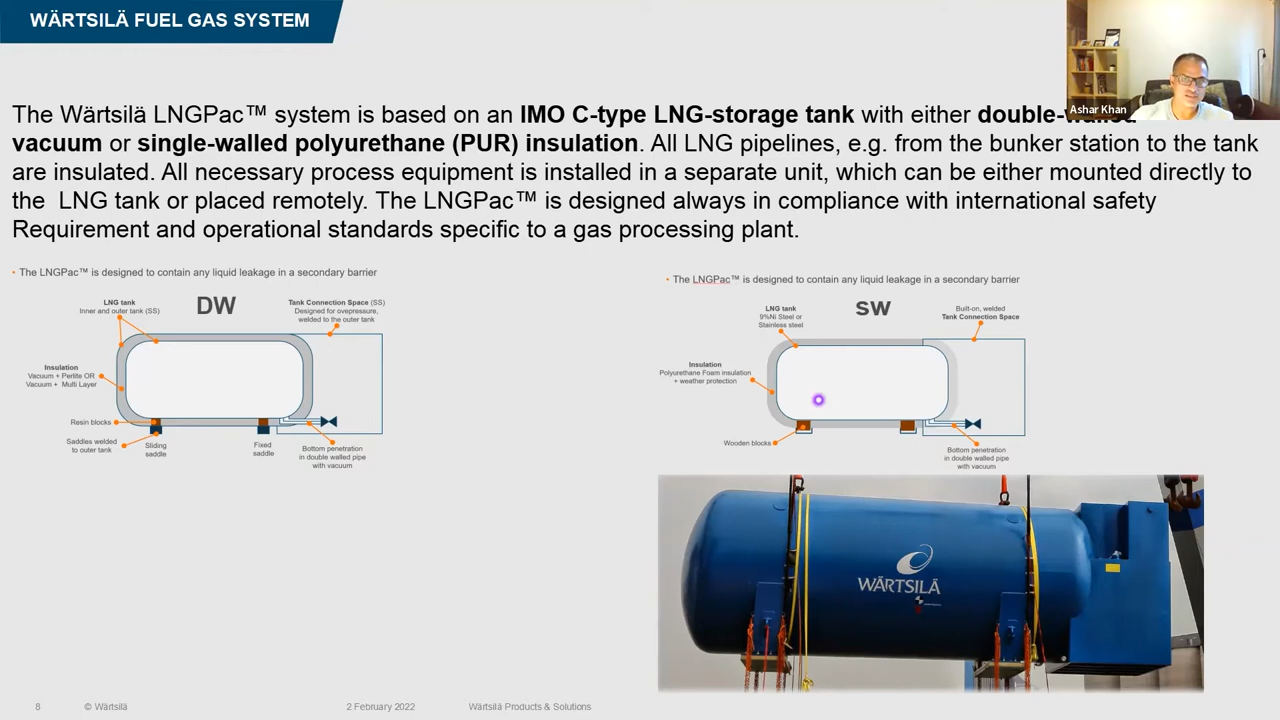 WÄRTSILÄ FUEL GAS SYSTEM
Ashar Khan
The Wärtsilä LNGPac™ system is based on an IMO C-type LNG-storage tank with either double-walled
vacuum or single-walled polyurethane (PUR) insulation. All LNG pipelines, e.g. from the bunker station to the tank
are insulated. All necessary process equipment is installed in a separate unit, which can be either mounted directly to
the LNG tank or placed remotely. The LNGPac™ is designed always in compliance with international safety
Requirement and operational standards specific to a gas processing plant.
• The LNGPac™ is designed to contain any liquid leakage in a secondary barrier
LNG tank
Inner and outer tank (SS)
DW
Tank Connection Space (SS)
Designed for ovepressure,
welded to the outer tank
Insulation
Vacuum + Perlite OR
Vacuum + Multi Layer
Resin blocks
Saddles welded
to outer tank
Sliding
saddle
Fixed
saddle
Bottom penetration
in double walled pipe
with vacuum
• The LNGPac™ is designed to contain any liquid leakage in a secondary barrier
LNG tank
9%Ni Steel or
Stainless steel
SW
Built-on, welded
Tank Connection Space
Insulation
Polyurethane Foam insulation
+ weather protection
Wooden blocks
Bottom penetration
in double walled pipe
with vacuum
WÄRTSILÄ
8
© Wärtsilä
2 February 2022
Wärtsilä Products & Solutions